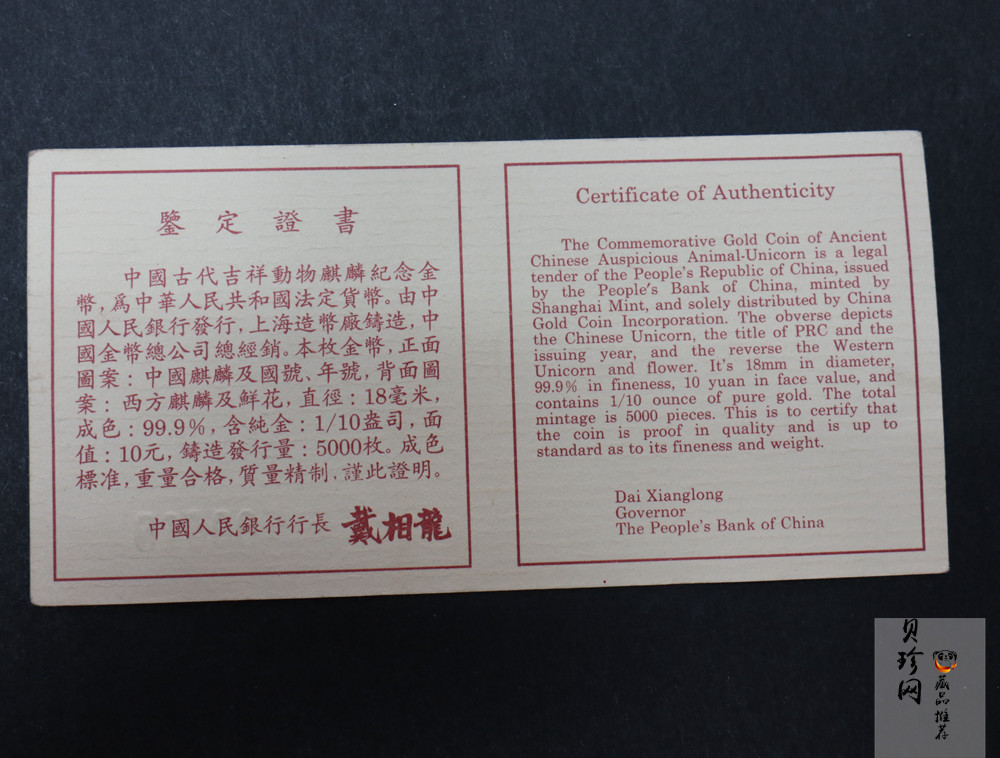 鑒定證書
中國古代吉祥動物麒麟紀念金
幣，爲中華人民共和國法定貨幣。由中
國人民銀行發行，上海造幣廠鑄造，中
國金幣總公司總經銷。本枚金幣，正面
圖案：中國麒麟及國號、年號，背面圖
案：西方麒麟及鮮花，直徑：18毫米，
成色：99.9%，含純金：1/10盎司，面
值：10元，鑄造發行量：5000枚。成色
標准，重量合格，質量精制，謹此證明。
中國人民銀行行長 戴相龍
Certificate of Authenticity
The Commemorative Gold Coin of Ancient
Chinese Auspicious Animal-Unicorn is a legal
tender of the People's Republic of China, issued
by the People's Bank of China, minted by
Shanghai Mint, and solely distributed by China
Gold Coin Incorporation. The obverse depicts
the Chinese Unicorn, the title of PRC and the
issuing year, and the reverse the Western
Unicorn and flower. It's 18mm in diameter,
99.9% in fineness, 10 yuan in face value, and
contains 1/10 ounce of pure gold. The total
mintage is 5000 pieces. This is to certify that
the coin is proof in quality and is up to
standard as to its fineness and weight.
Dai Xianglong
Governor
The People's Bank of China
贝珍网
藏品推荐